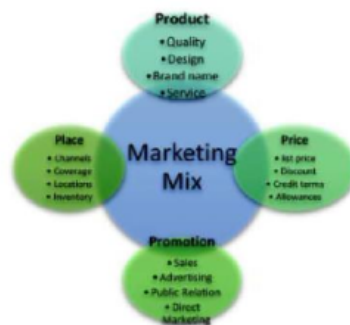 Product
• Quality
• Design
• Brand name
• Service
Place
• Channels
• Coverage
• Locations
• Inventory
Marketing
Mix
Price
• list price
• Discount
• Credit terms
• Allowances
Promotion
• Sales
• Advertising
• Public Relation
• Direct
Marketing